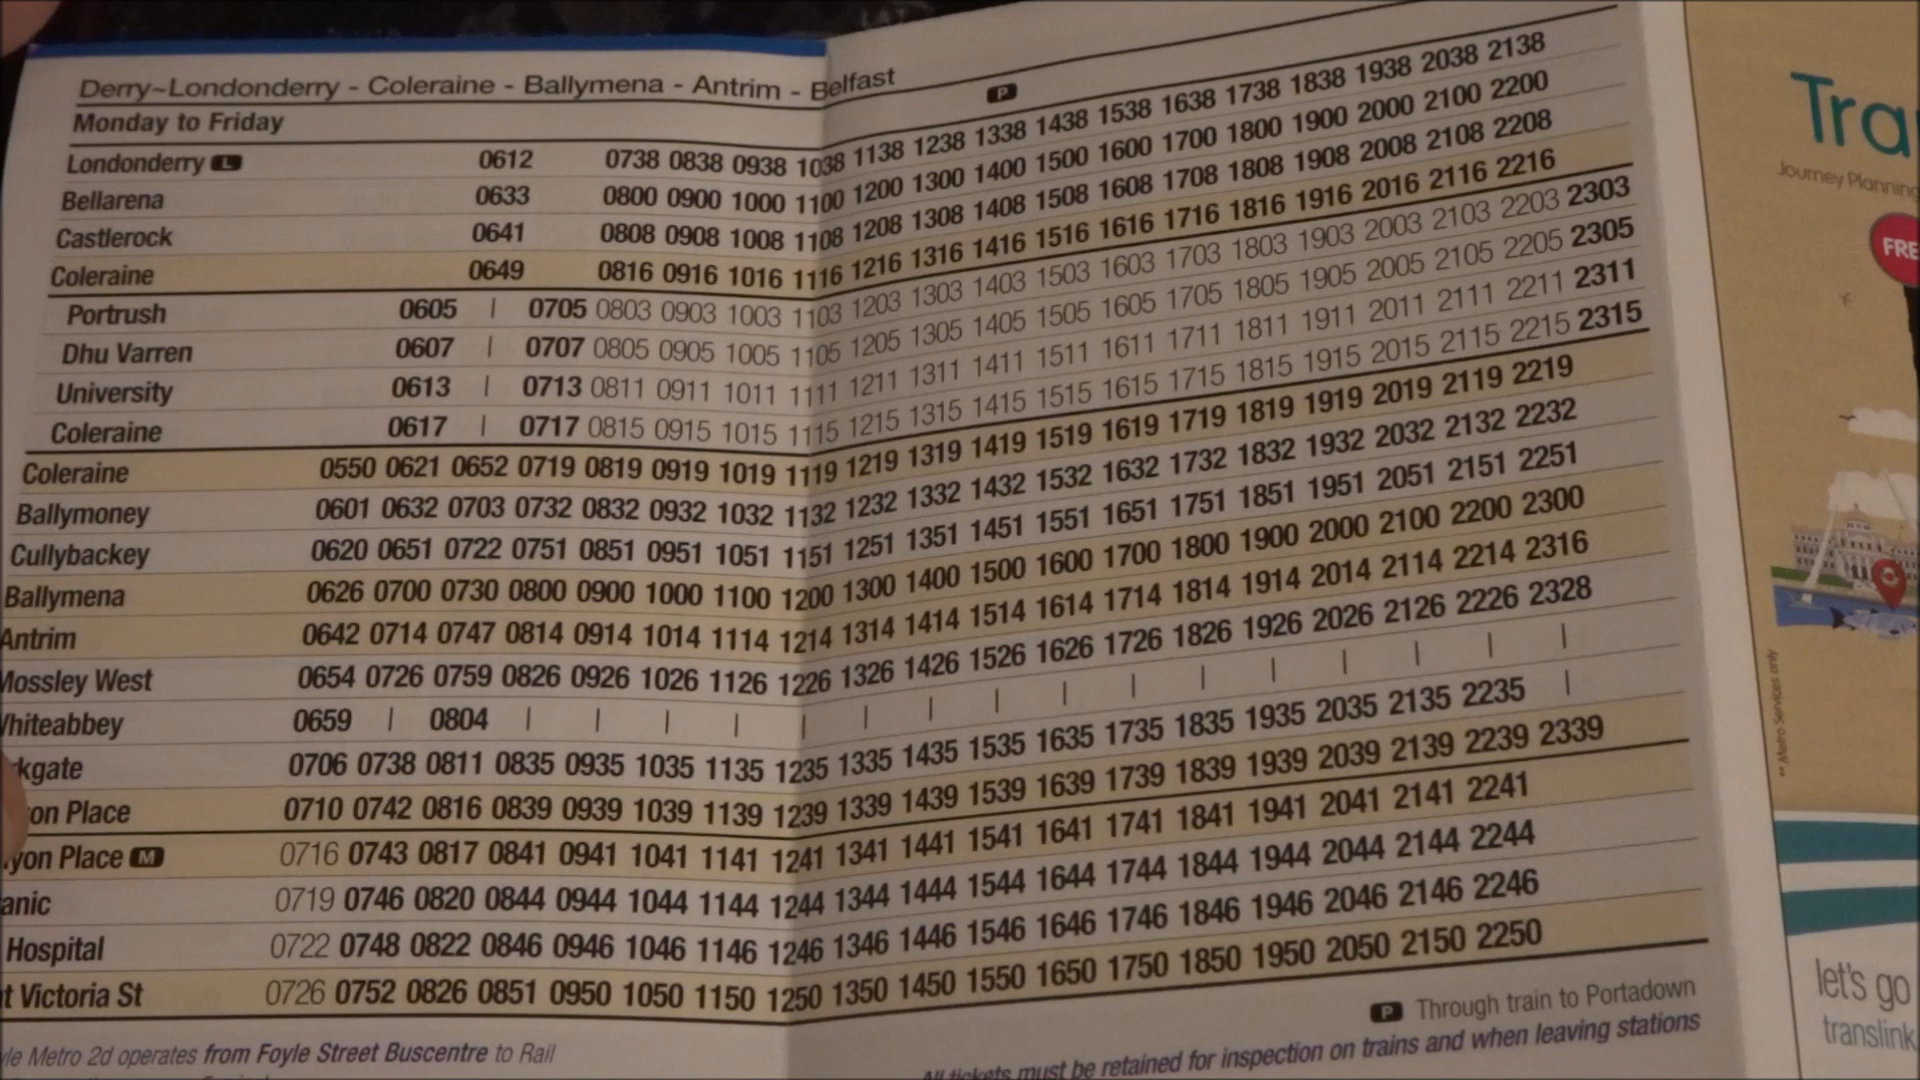 Derry~Londonderry - Coleraine - Ballymena - Antrim - Belfast
Monday to Friday P
Londonderry L 0612 0738 0838 0938 1038 1138 1238 1338 1438 1538 1638 1738 1838 1938 2038 2138
Bellarena 0633 0800 0900 1000 1100 1200 1300 1400 1500 1600 1700 1800 1900 2000 2100 2200
Castlerock 0641 0808 0908 1008 1108 1208 1308 1408 1508 1608 1708 1808 1908 2008 2108 2208
Coleraine 0649 0816 0916 1016 1116 1216 1316 1416 1516 1616 1716 1816 1916 2016 2116 2216
Portrush 0605 | 0705 0803 0903 1003 1103 1203 1303 1403 1503 1603 1703 1803 1903 2003 2103 2203 2303
Dhu Varren 0607 | 0707 0805 0905 1005 1105 1205 1305 1405 1505 1605 1705 1805 1905 2005 2105 2205 2305
University 0613 | 0713 0811 0911 1011 1111 1211 1311 1411 1511 1611 1711 1811 1911 2011 2111 2211 2311
Coleraine 0617 | 0717 0815 0915 1015 1115 1215 1315 1415 1515 1615 1715 1815 1915 2015 2115 2215 2315
Coleraine 0550 0621 0652 0719 0819 0919 1019 1119 1219 1319 1419 1519 1619 1719 1819 1919 2019 2119 2219
Ballymoney 0601 0632 0703 0732 0832 0932 1032 1132 1232 1332 1432 1532 1632 1732 1832 1932 2032 2132 2232
Cullybackey 0620 0651 0722 0751 0851 0951 1051 1151 1251 1351 1451 1551 1651 1751 1851 1951 2051 2151 2251
Ballymena 0626 0700 0730 0800 0900 1000 1100 1200 1300 1400 1500 1600 1700 1800 1900 2000 2100 2200 2300
Antrim 0642 0714 0747 0814 0914 1014 1114 1214 1314 1414 1514 1614 1714 1814 1914 2014 2114 2214 2316
Mossley West 0654 0726 0759 0826 0926 1026 1126 1226 1326 1426 1526 1626 1726 1826 1926 2026 2126 2226 2328
Whiteabbey 0659 | 0804 | | | | | | | | | | | | | | | |
kgate 0706 0738 0811 0835 0935 1035 1135 1235 1335 1435 1535 1635 1735 1835 1935 2035 2135 2235 |
on Place 0710 0742 0816 0839 0939 1039 1139 1239 1339 1439 1539 1639 1739 1839 1939 2039 2139 2239 2339
yon Place M 0716 0743 0817 0841 0941 1041 1141 1241 1341 1441 1541 1641 1741 1841 1941 2041 2141 2241
anic 0719 0746 0820 0844 0944 1044 1144 1244 1344 1444 1544 1644 1744 1844 1944 2044 2144 2244
Hospital 0722 0748 0822 0846 0946 1046 1146 1246 1346 1446 1546 1646 1746 1846 1946 2046 2146 2246
t Victoria St 0726 0752 0826 0851 0950 1050 1150 1250 1350 1450 1550 1650 1750 1850 1950 2050 2150 2250
P Through train to Portadown
yle Metro 2d operates from Foyle Street Buscentre to Rail
All tickets must be retained for inspection on trains and when leaving stations
Tra
Journey Planning
FRE
** Metro Services only
let's go
translink